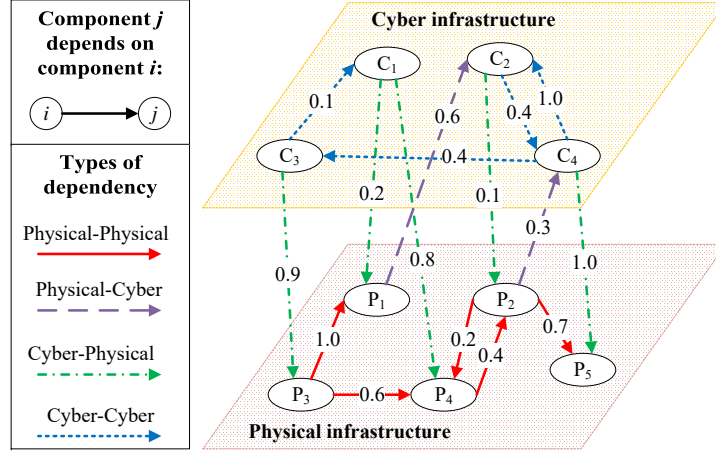 Component j
depends on
component i:
i
j
Types of
dependency
Physical-Physical
Physical-Cyber
Cyber-Physical
Cyber-Cyber
Cyber infrastructure
C1
C2
0.1
0.6
0.4
1.0
C3
0.4
C4
0.2
0.1
0.3
0.9
0.8
1.0
P1
P2
1.0
0.2
0.4
0.7
P5
P3
0.6
P4
Physical infrastructure